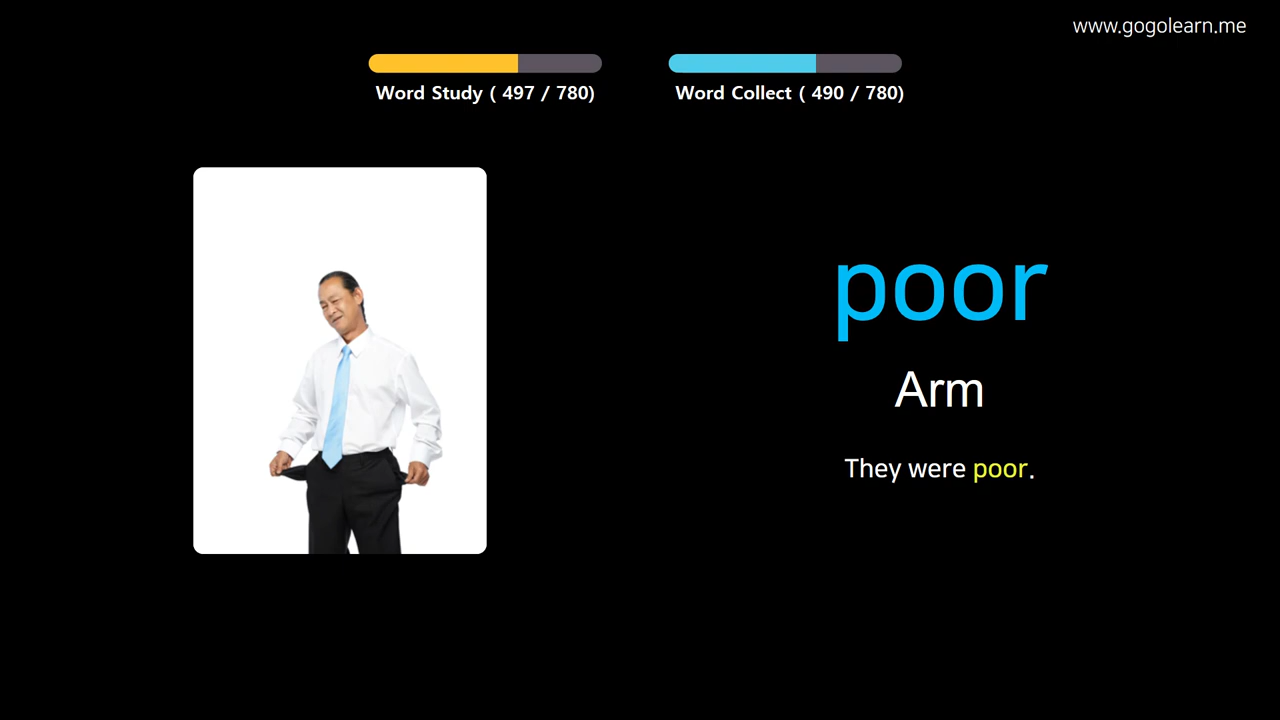 www.gogolearn.me
Word Study ( 497 / 780)
Word Collect ( 490 / 780)
poor
Arm
They were poor.